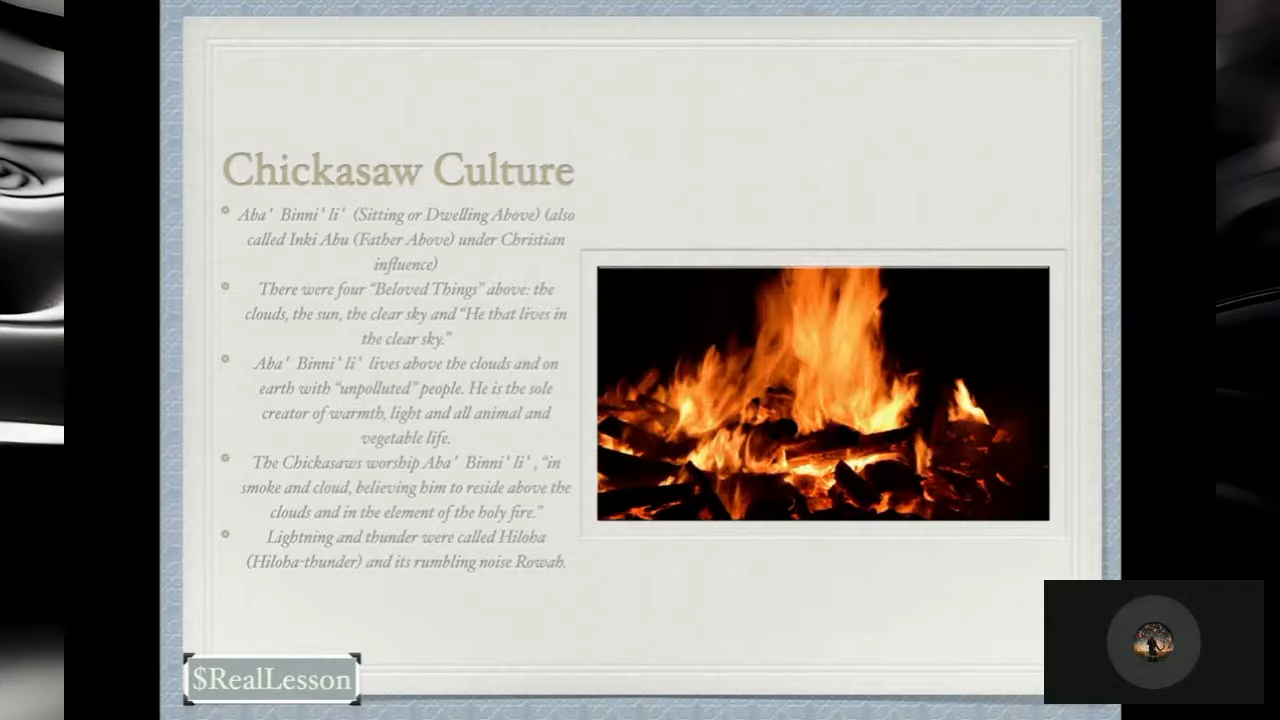 Chickasaw Culture
Aba' Binni'li' (Sitting or Dwelling Above) (also
called Inki Abu (Father Above) under Christian
influence)
There were four “Beloved Things” above: the
clouds, the sun, the clear sky and “He that lives in
the clear sky.”
Aba' Binni'li' lives above the clouds and on
earth with “unpolluted” people. He is the sole
creator of warmth, light and all animal and
vegetable life.
The Chickasaws worship Aba' Binni'li', “in
smoke and cloud, believing him to reside above the
clouds and in the element of the holy fire.”
Lightning and thunder were called Hiloha
(Hiloha-thunder) and its rumbling noise Rowah.
$RealLesson